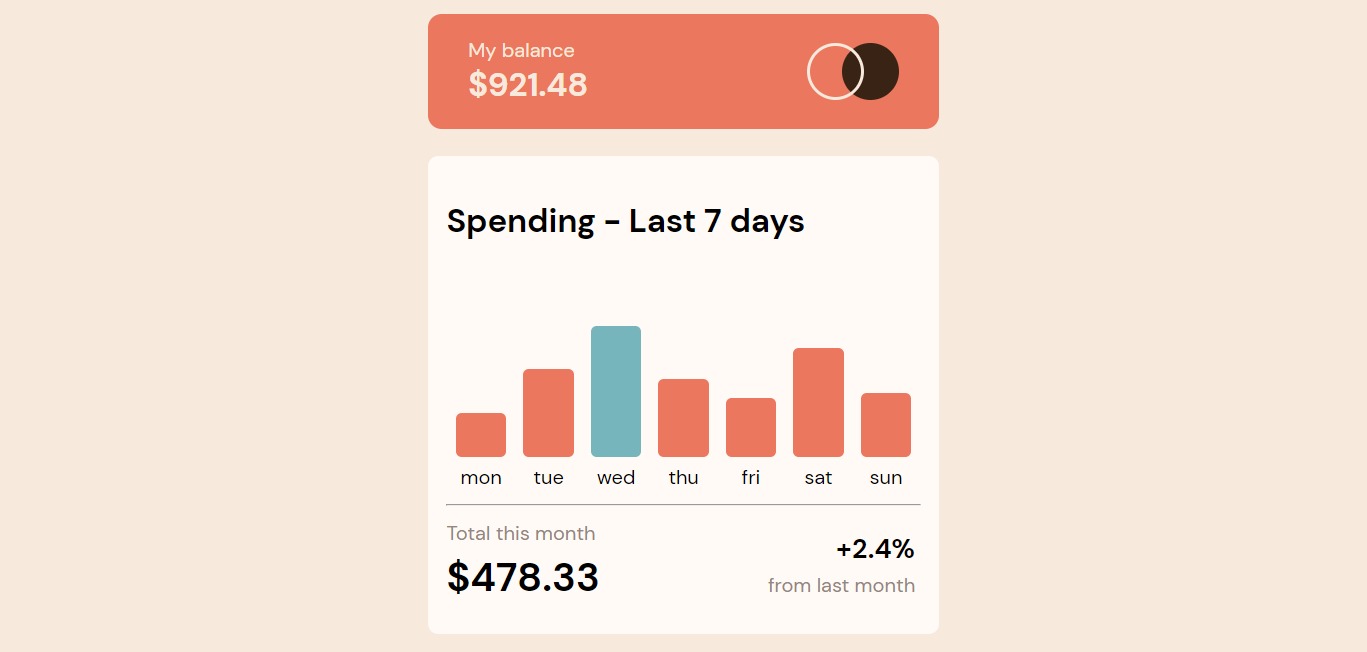 My balance
$921.48
Spending - Last 7 days
mon tue wed thu fri sat sun
Total this month
$478.33
+2.4%
from last month